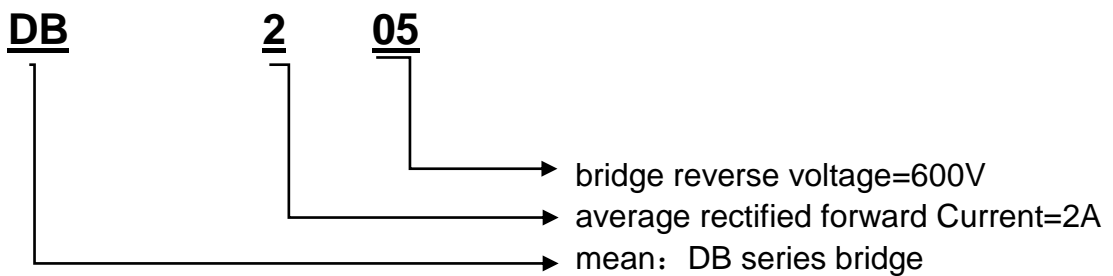 DB 2 05
bridge reverse voltage=600V
average rectified forward Current=2A
mean：DB series bridge